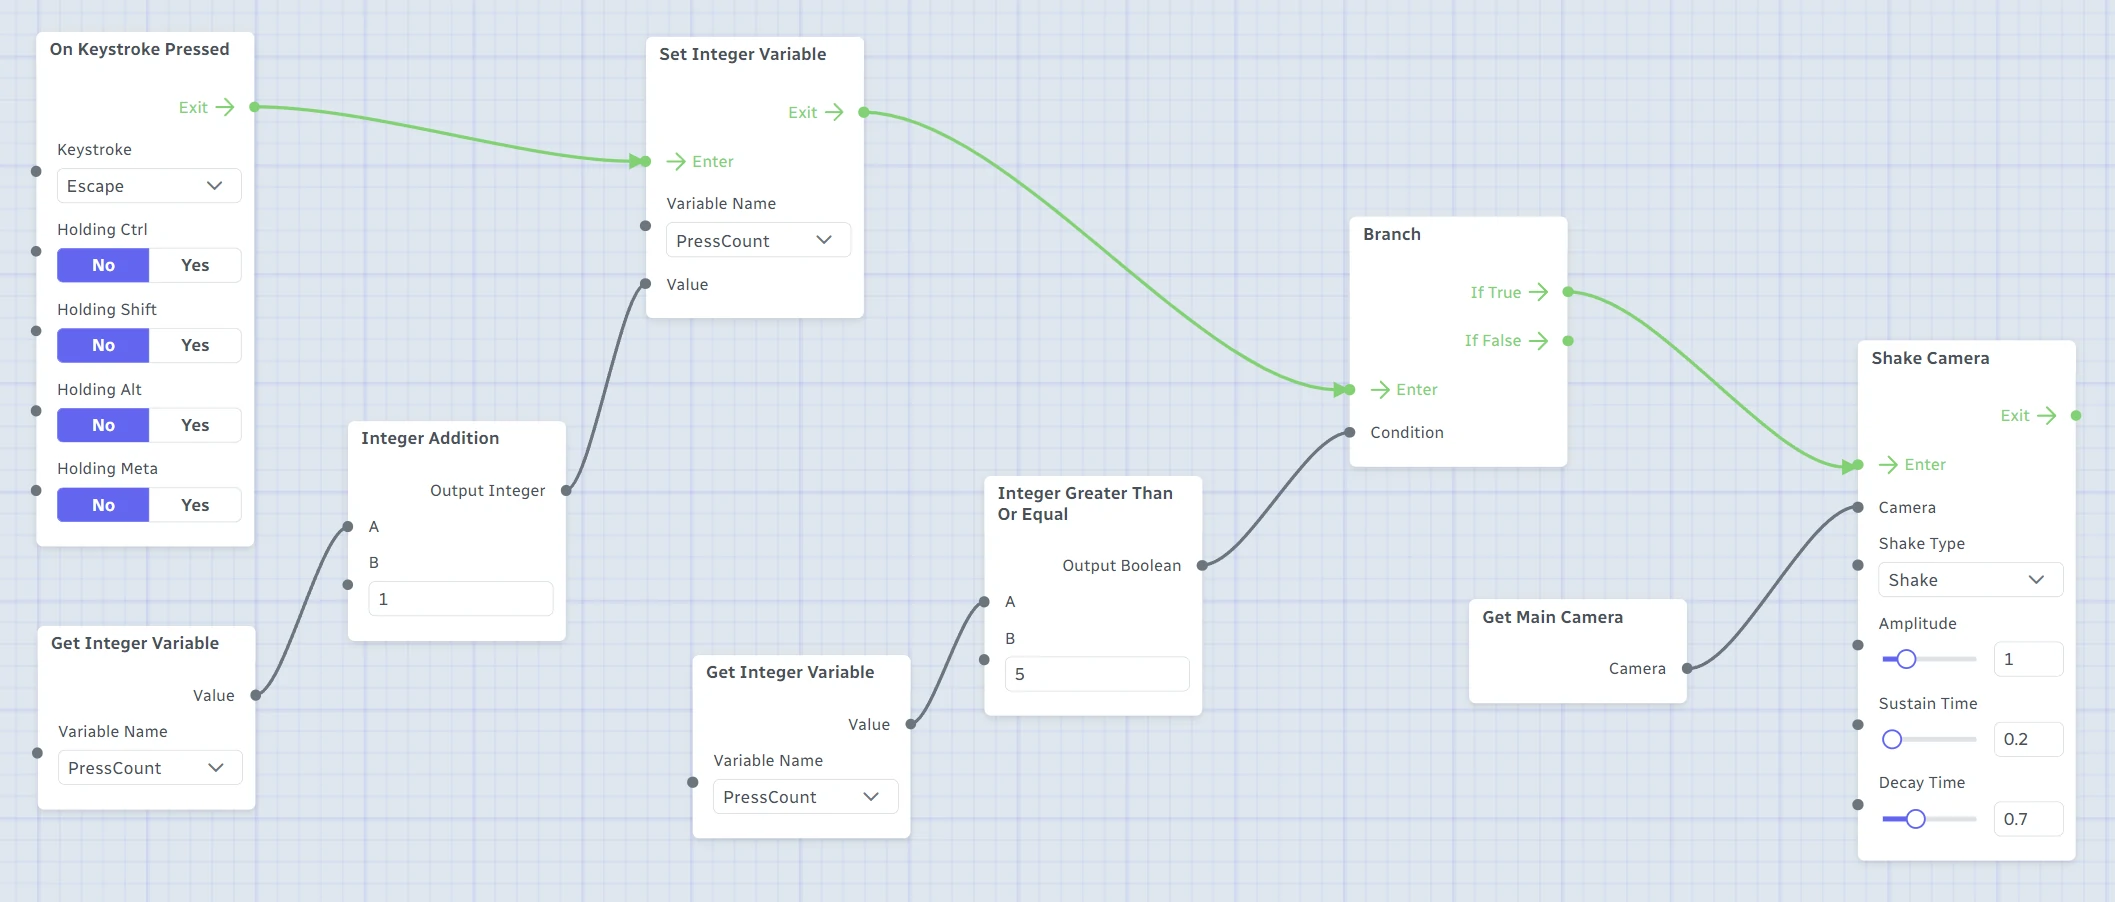 On Keystroke Pressed
Exit
Keystroke
Escape
Holding Ctrl
No Yes
Holding Shift
No Yes
Holding Alt
No Yes
Holding Meta
No Yes
Get Integer Variable
Value
Variable Name
PressCount
Integer Addition
Output Integer
A
B
1
Set Integer Variable
Exit
Enter
Variable Name
PressCount
Value
Get Integer Variable
Value
Variable Name
PressCount
Integer Greater Than
Or Equal
Output Boolean
A
B
5
Branch
If True
If False
Enter
Condition
Get Main Camera
Camera
Shake Camera
Exit
Enter
Camera
Shake Type
Shake
Amplitude
1
Sustain Time
0.2
Decay Time
0.7